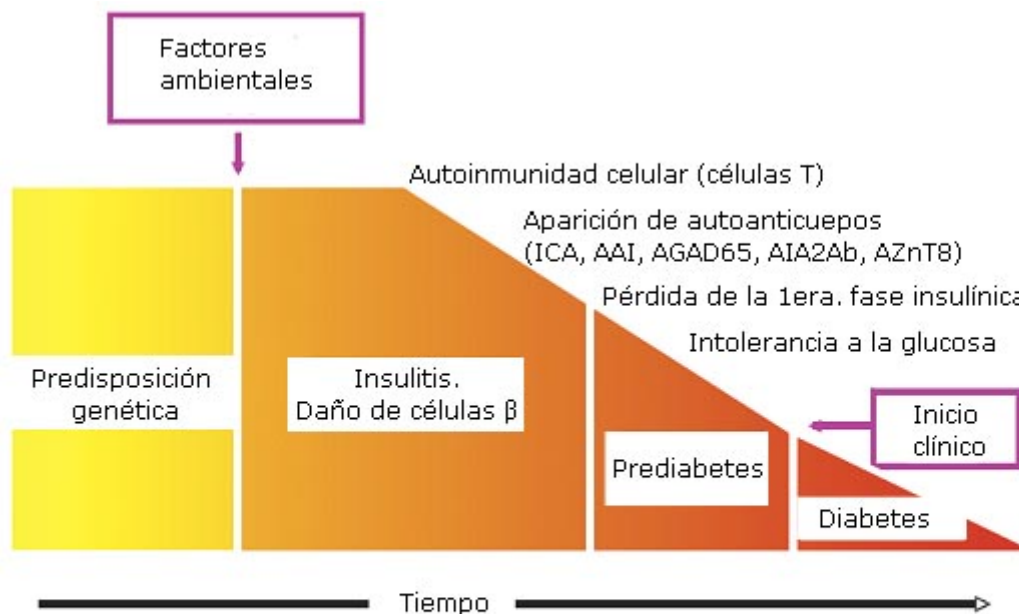 Factores
ambientales
Autoinmunidad celular (células T)
Aparición de autoanticuepos
(ICA, AAI, AGAD65, AIA2Ab, AZnT8)
Pérdida de la 1era. fase insulínica
Intolerancia a la glucosa
Predisposición
genética
Insulitis.
Daño de células β
Inicio
clínico
Prediabetes
Diabetes
Tiempo